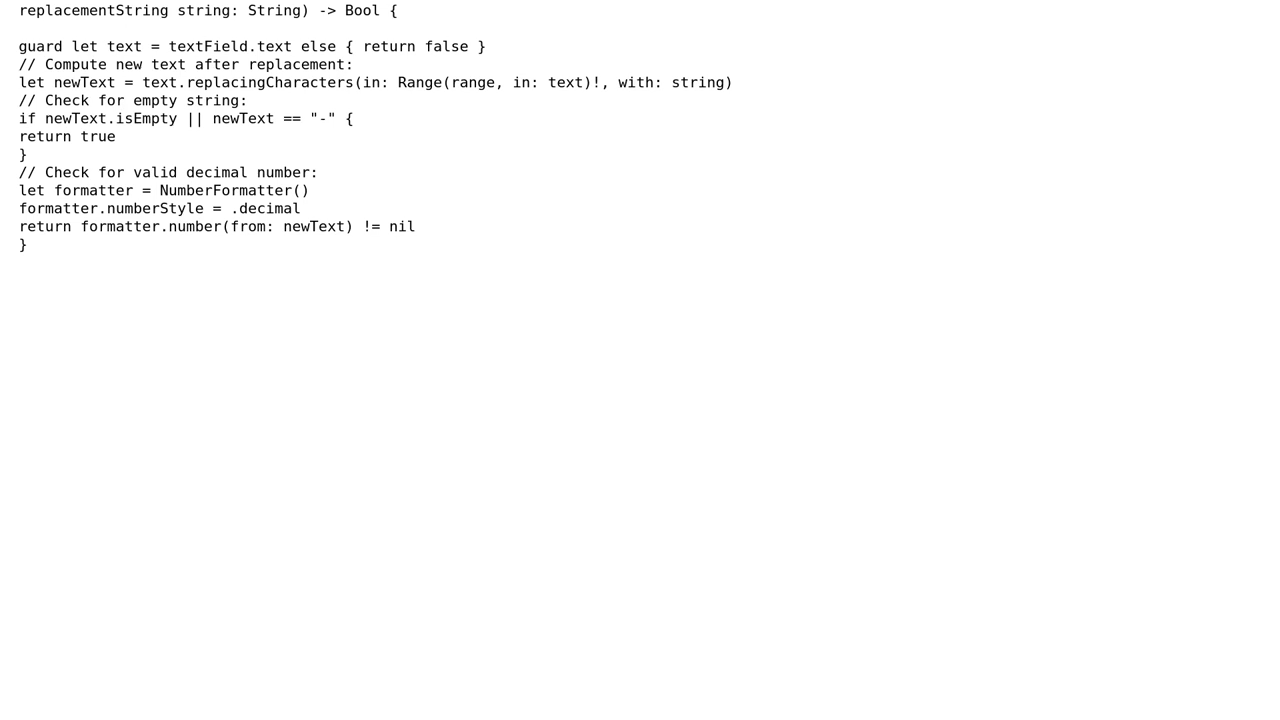 replacementString string: String) -> Bool {
guard let text = textField.text else { return false }
// Compute new text after replacement:
let newText = text.replacingCharacters(in: Range(range, in: text)!, with: string)
// Check for empty string:
if newText.isEmpty || newText == "-" {
return true
}
// Check for valid decimal number:
let formatter = NumberFormatter()
formatter.numberStyle = .decimal
return formatter.number(from: newText) != nil
}